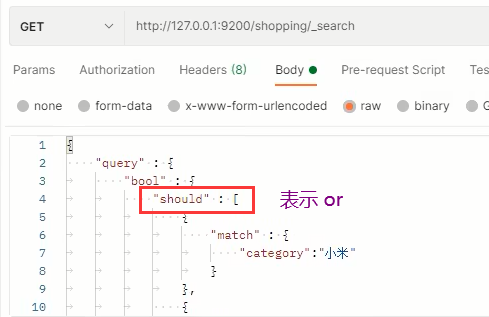 GET http://127.0.0.1:9200/shopping/_search
Params Authorization Headers (8) Body Pre-request Script Tes
none form-data x-www-form-urlencoded raw binary G
1 {
2 "query" : {
3 "bool" : {
4 "should" : [ 表示 or
5 {
6 "match" : {
7 "category":"小米"
8 }
9 },
10 {